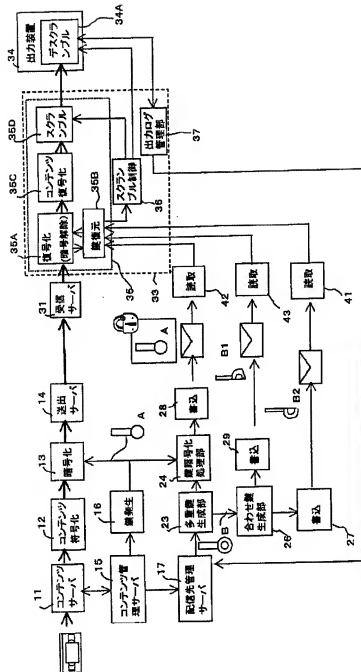 34
出力装置
34A
デスクランブル
35D
スクランブル
35C
コンテンツ復号化
35A
復号化
(暗号解除)
35B
鍵復元
スクランブル制御
36
出力ログ管理部
37
31
受信サーバ
35
33
読取
42
読取
43
読取
41
14
送出サーバ
13
暗号化
12
コンテンツ符号化
11
コンテンツサーバ
A
16
鍵発生
15
コンテンツ管理サーバ
17
配信先管理サーバ
28
書込
24
鍵暗号化処理部
23
多重鍵生成部
B
29
書込
26
合わせ鍵生成部
27
書込
A
B1
B2